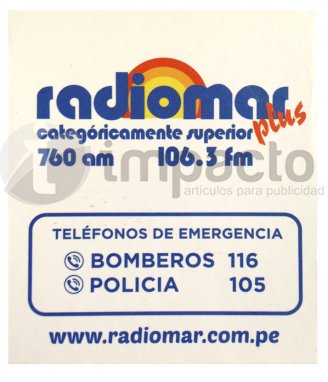 radiomar
plus
categóricamente superior
760 am 106.3 fm
impacto
artículos para publicidad
TELÉFONOS DE EMERGENCIA
BOMBEROS 116
POLICIA 105
www.radiomar.com.pe